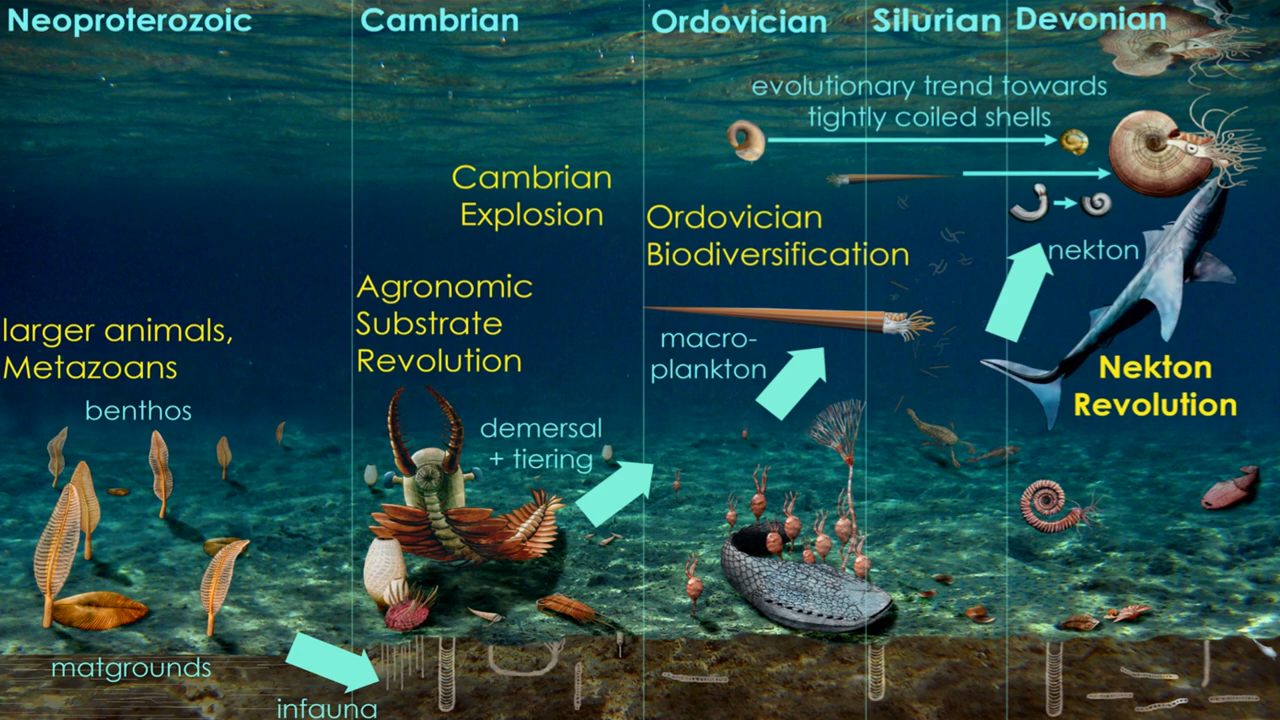 Neoproterozoic
Cambrian
Ordovician
Silurian
Devonian
evolutionary trend towards
tightly coiled shells
Cambrian
Explosion
Ordovician
Biodiversification
nekton
Agronomic
Substrate
Revolution
larger animals,
Metazoans
benthos
macro-
plankton
Nekton
Revolution
demersal
+ tiering
matgrounds
infauna